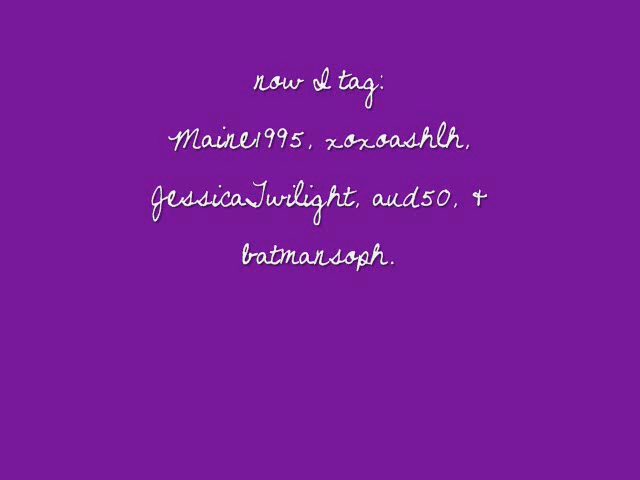 now I tag:
Maine1995, xoxoashlh,
JessicaTwilight, aud50, &
batmansoph.